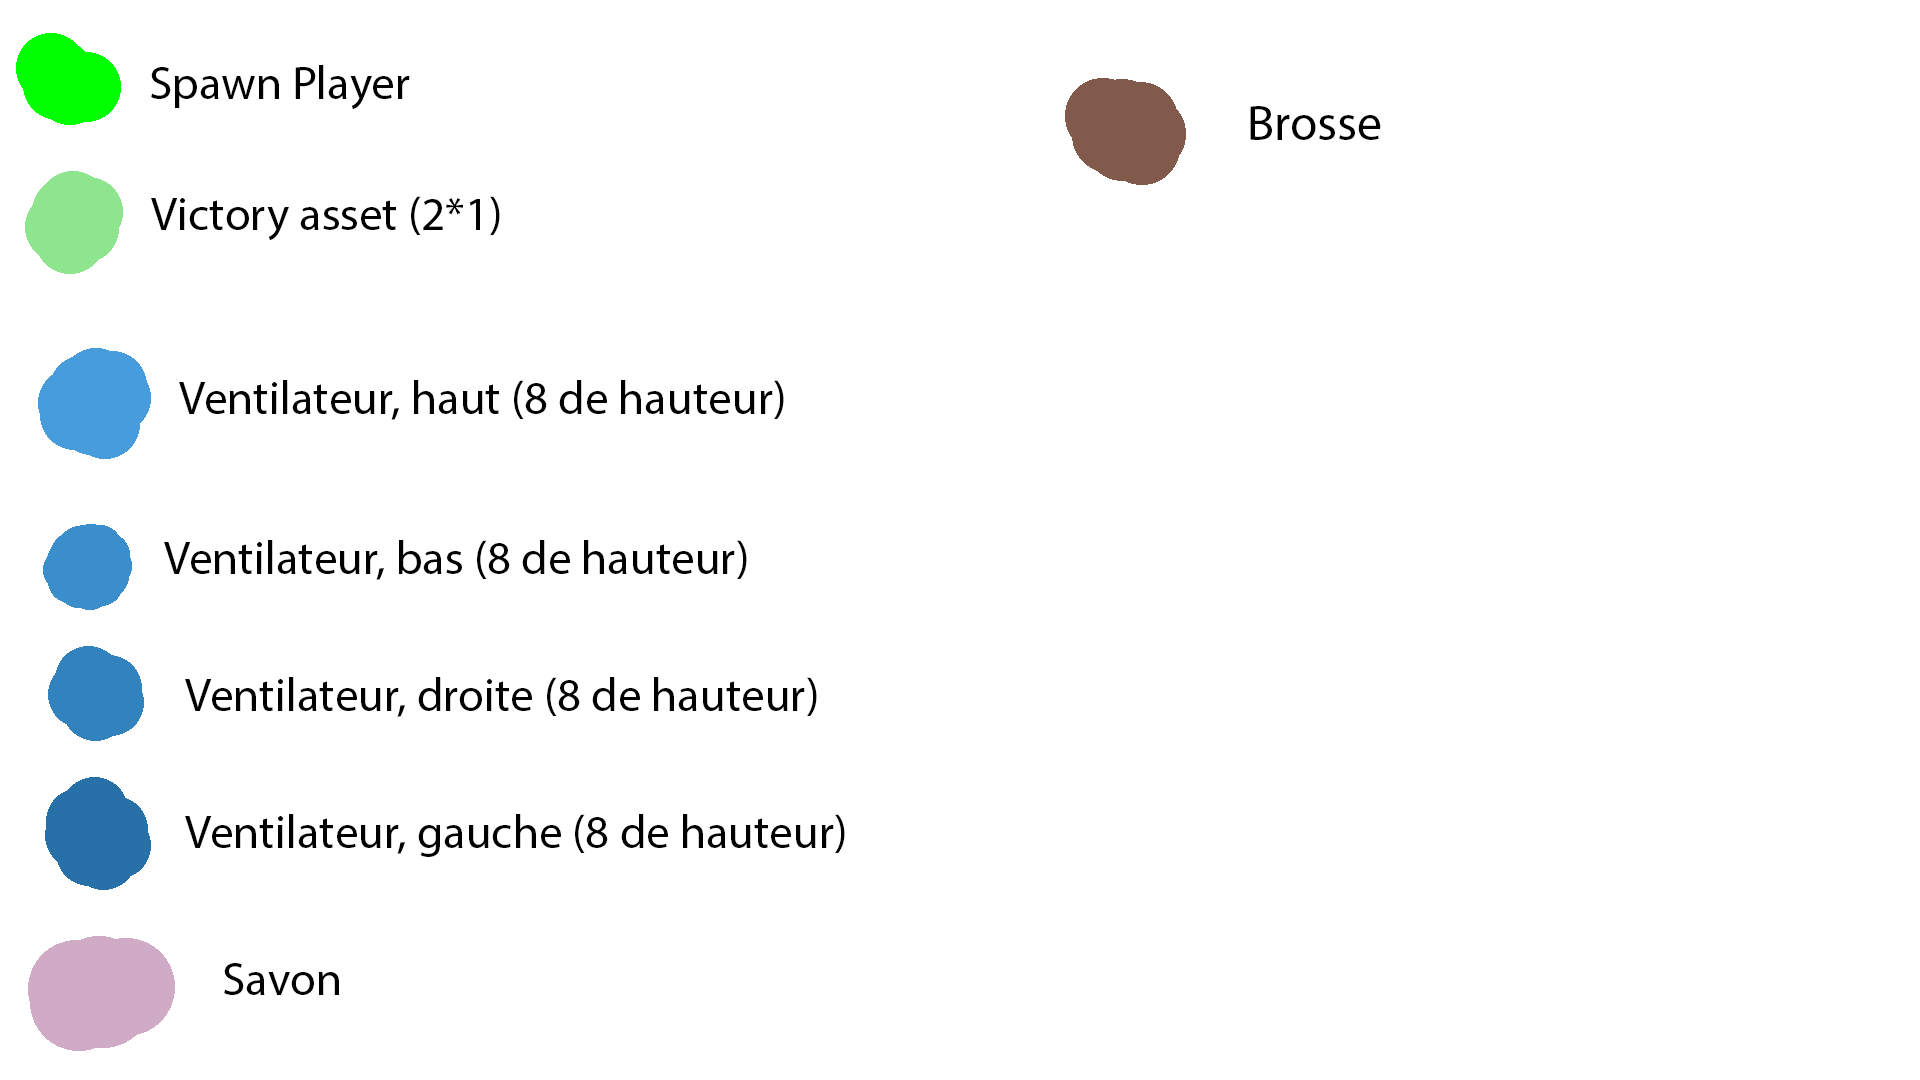 Spawn Player
Victory asset (2*1)
Ventilateur, haut (8 de hauteur)
Ventilateur, bas (8 de hauteur)
Ventilateur, droite (8 de hauteur)
Ventilateur, gauche (8 de hauteur)
Savon
Brosse